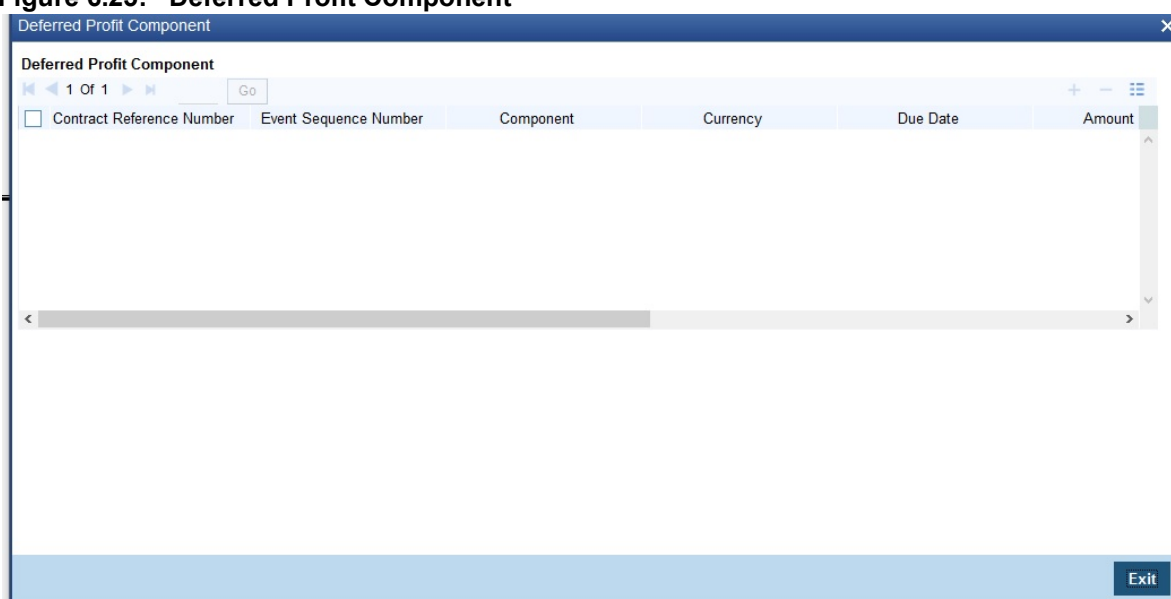 Figure 6.23: Deferred Profit Component
Deferred Profit Component
Deferred Profit Component
1 Of 1 Go
Contract Reference Number Event Sequence Number Component Currency Due Date Amount
Exit